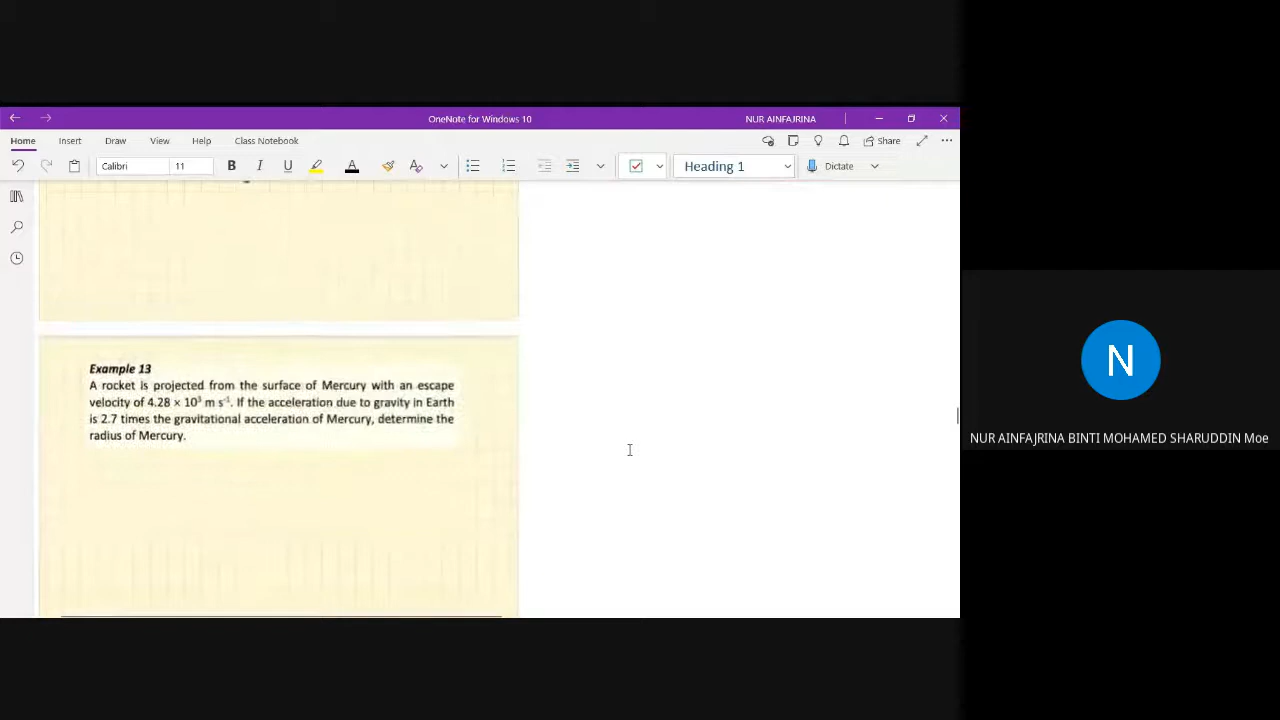 OneNote for Windows 10
NUR AINFAJRINA
Home Insert Draw View Help Class Notebook
Share
Calibri 11 B I U A Heading 1 Dictate
Example 13
A rocket is projected from the surface of Mercury with an escape
velocity of 4.28 × 10³ m s⁻¹. If the acceleration due to gravity in Earth
is 2.7 times the gravitational acceleration of Mercury, determine the
radius of Mercury.
N
NUR AINFAJRINA BINTI MOHAMED SHARUDDIN Moe